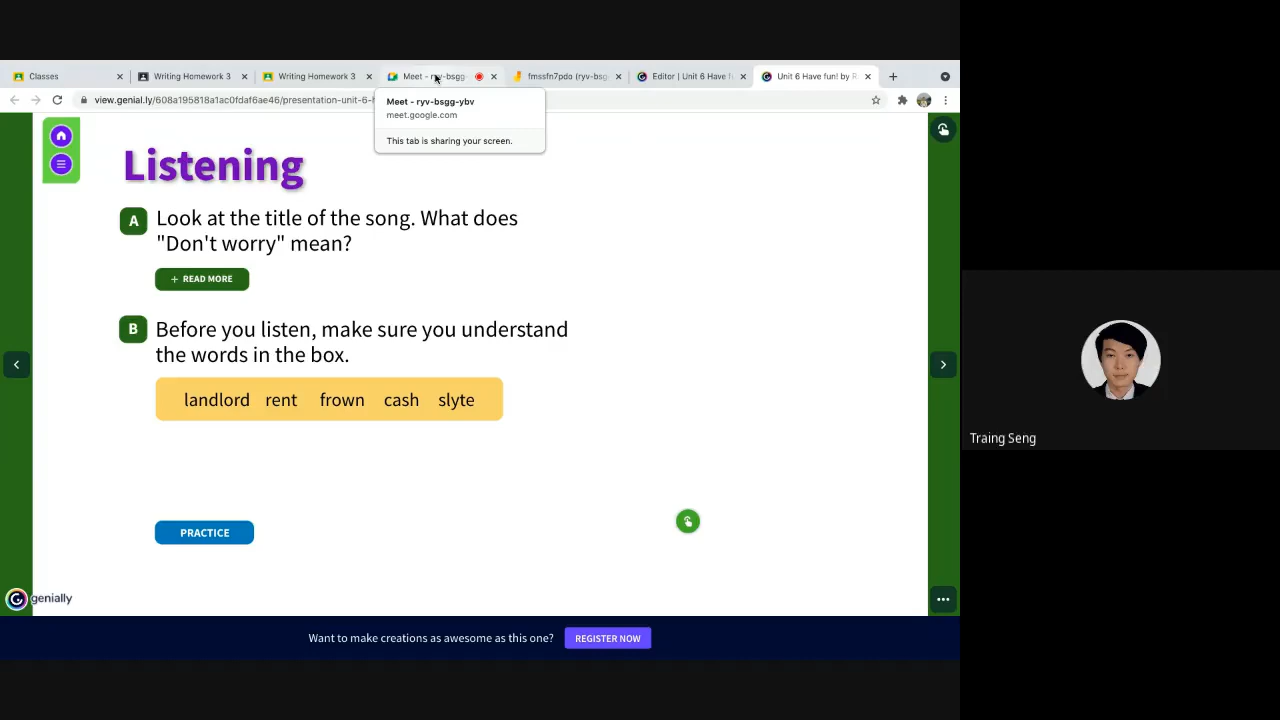 Classes
Writing Homework 3
Writing Homework 3
Meet - ryv-bsgg
fmssfn7pdo (ryv-bsg
Editor | Unit 6 Have f
Unit 6 Have fun! by R
view.genial.ly/608a195818a1ac0fdaf6ae46/presentation-unit-6-
Meet - ryv-bsgg-ybv
meet.google.com
This tab is sharing your screen.
Listening
A
Look at the title of the song. What does
"Don't worry" mean?
+ READ MORE
B
Before you listen, make sure you understand
the words in the box.
landlord rent frown cash slyte
PRACTICE
Traing Seng
genially
Want to make creations as awesome as this one? REGISTER NOW